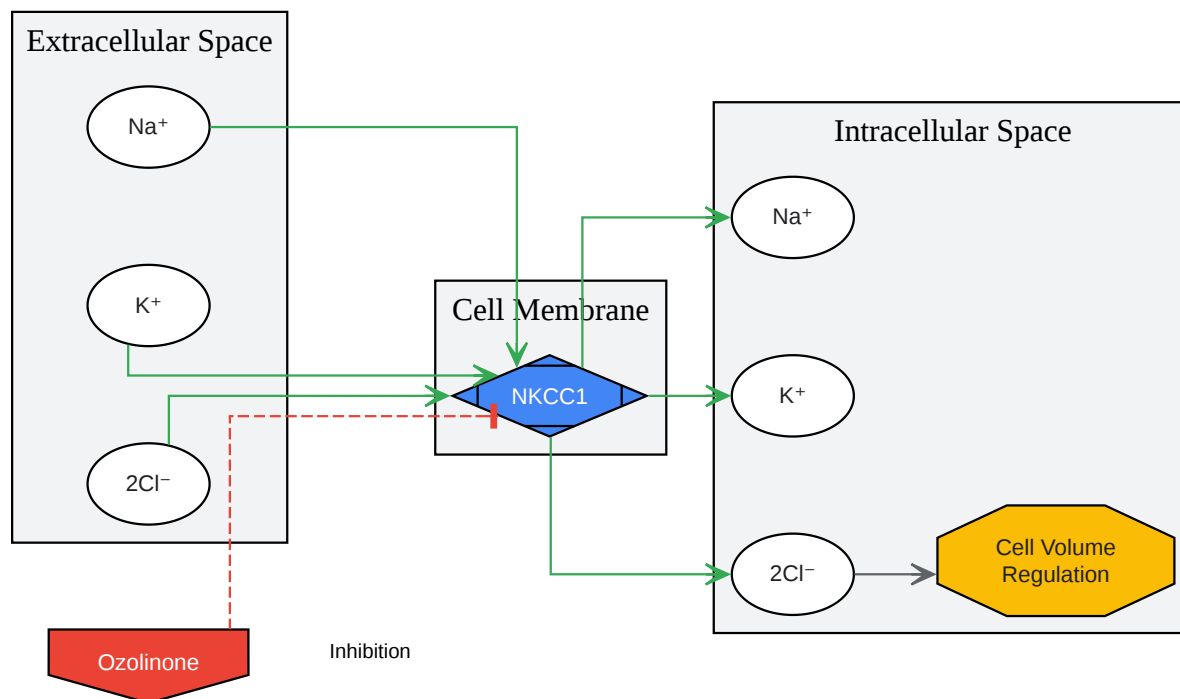 Extracellular Space
Na⁺
K⁺
2Cl⁻
Cell Membrane
NKCC1
Intracellular Space
Na⁺
K⁺
2Cl⁻
Cell Volume
Regulation
Ozolinone
Inhibition